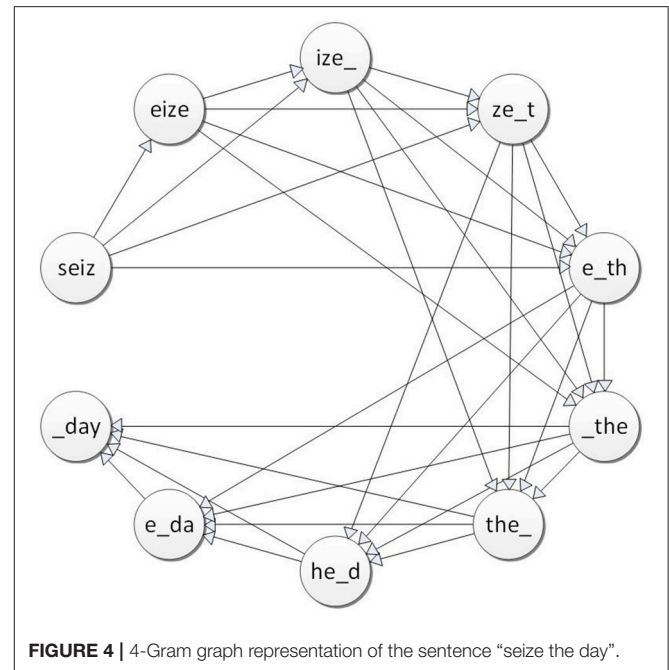 ize_
eize
ze_t
seiz
e_th
_day
_the
e_da
the_
he_d
FIGURE 4 | 4-Gram graph representation of the sentence “seize the day”.